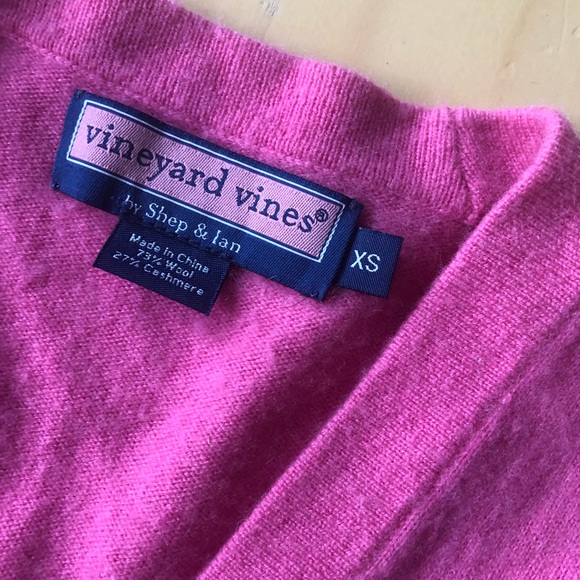 vineyard vines®
by Shep & Ian
XS
Made in China
73% Wool
27% Cashmere